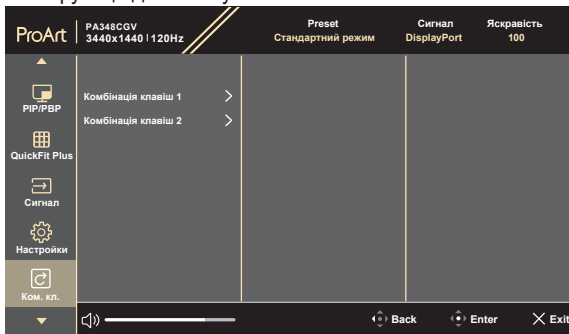 ProArt
PA348CGV
3440x1440 120Hz
Preset
Стандартний режим
Сигнал
DisplayPort
Яскравість
100
PIP/PBP
QuickFit Plus
Сигнал
Настройки
Ком. кл.
Комбінація клавіш 1
Комбінація клавіш 2
Back
Enter
Exit